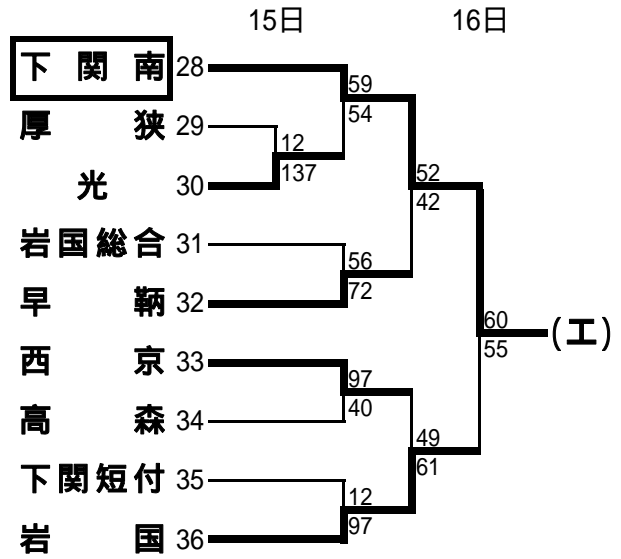 15日 16日
下関南 28
59
54
厚狭 29
12
137
光 30
52
42
岩国総合 31
56
72
早鞆 32
60
55
(工)
西京 33
97
40
高森 34
49
61
下関短付 35
12
97
岩国 36